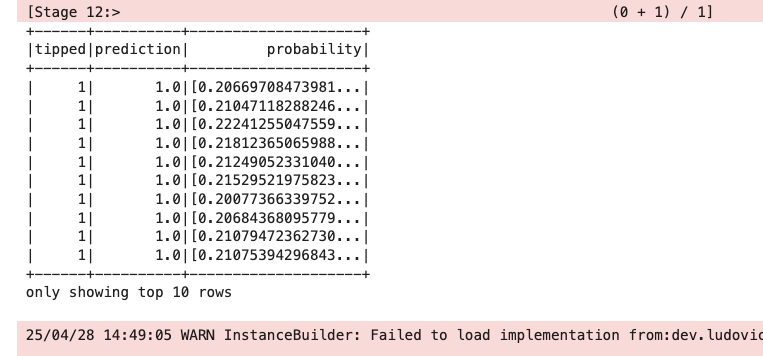 [Stage 12:> (0 + 1) / 1]
+------+----------+--------------------+
|tipped|prediction| probability|
+------+----------+--------------------+
| 1| 1.0|[0.20669708473981...|
| 1| 1.0|[0.21047118288246...|
| 1| 1.0|[0.22241255047559...|
| 1| 1.0|[0.21812365065988...|
| 1| 1.0|[0.21249052331040...|
| 1| 1.0|[0.21529521975823...|
| 1| 1.0|[0.20077366339752...|
| 1| 1.0|[0.20684368095779...|
| 1| 1.0|[0.21079472362730...|
| 1| 1.0|[0.21075394296843...|
+------+----------+--------------------+
only showing top 10 rows
25/04/28 14:49:05 WARN InstanceBuilder: Failed to load implementation from:dev.ludovic